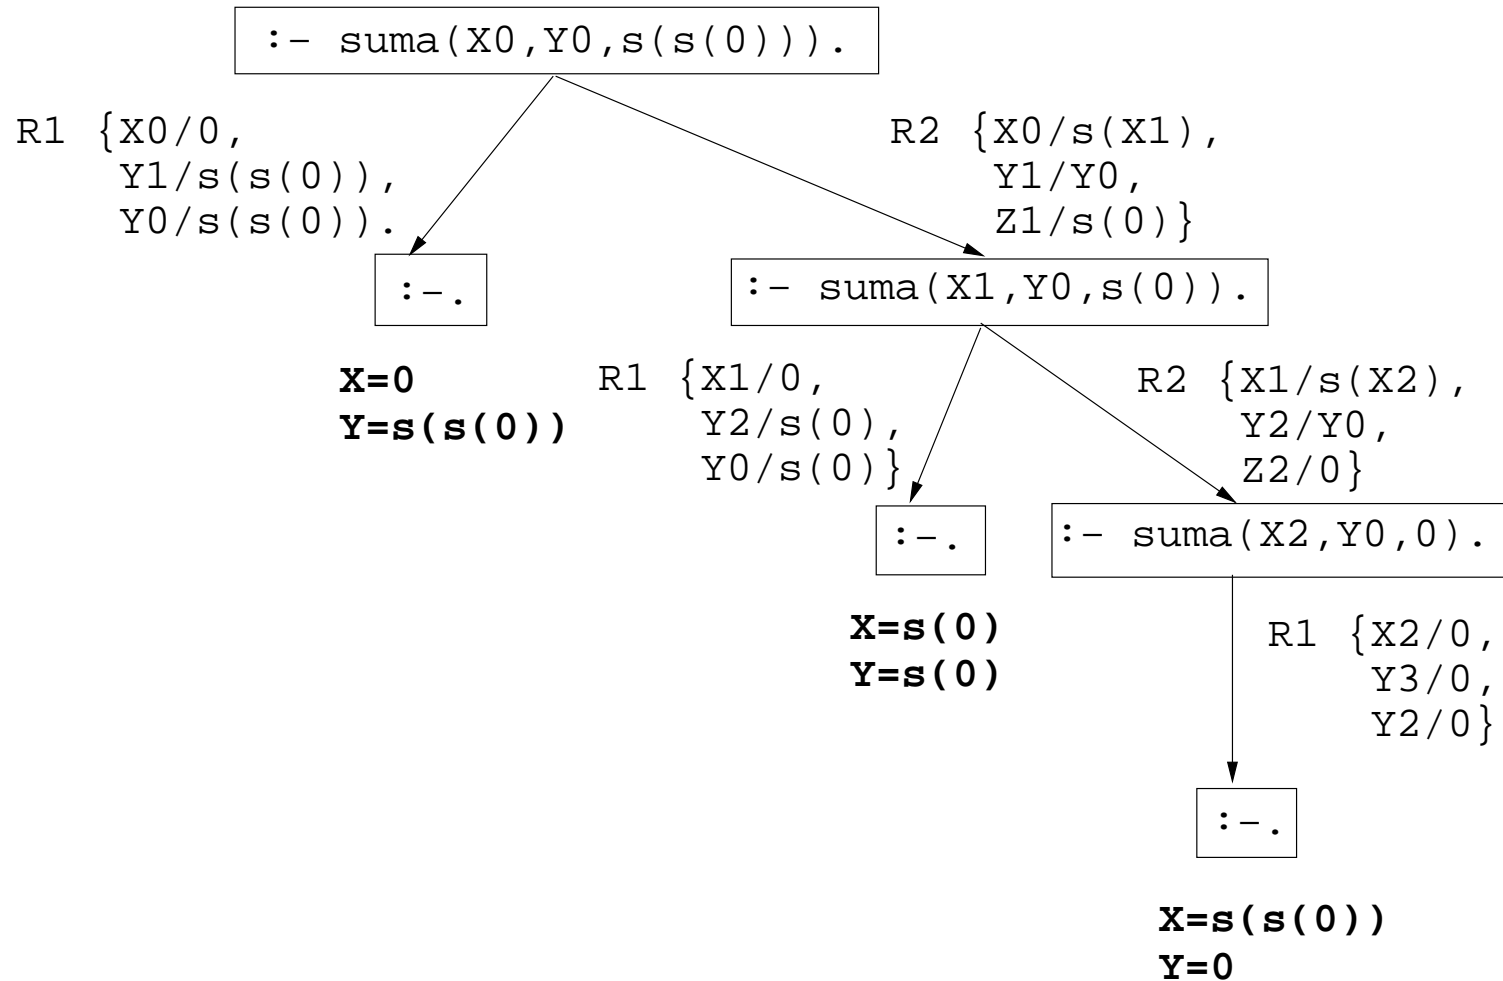 :- suma(X0,Y0,s(s(0))).
R1 {X0/0,
Y1/s(s(0)),
Y0/s(s(0)).
R2 {X0/s(X1),
Y1/Y0,
Z1/s(0)}
:-.
:- suma(X1,Y0,s(0)).
X=0
Y=s(s(0))
R1 {X1/0,
Y2/s(0),
Y0/s(0)}
R2 {X1/s(X2),
Y2/Y0,
Z2/0}
:-.
:- suma(X2,Y0,0).
X=s(0)
Y=s(0)
R1 {X2/0,
Y3/0,
Y2/0}
:-.
X=s(s(0))
Y=0